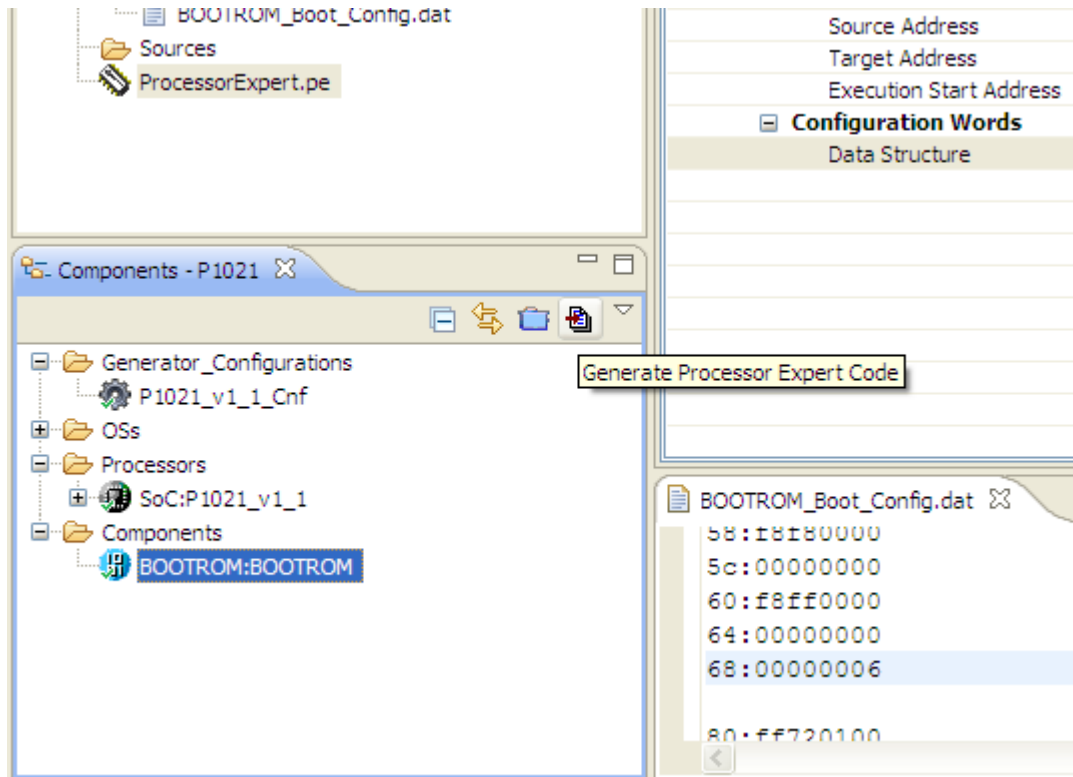 BOOTROM_Boot_Config.dat
Sources
ProcessorExpert.pe
Source Address
Target Address
Execution Start Address
Configuration Words
Data Structure
Components - P1021
Generate Processor Expert Code
Generator_Configurations
P1021_v1_1_Cnf
OSs
Processors
SoC:P1021_v1_1
Components
BOOTROM:BOOTROM
BOOTROM_Boot_Config.dat
58:f8f80000
5c:00000000
60:f8ff0000
64:00000000
68:00000006
80:ff720100